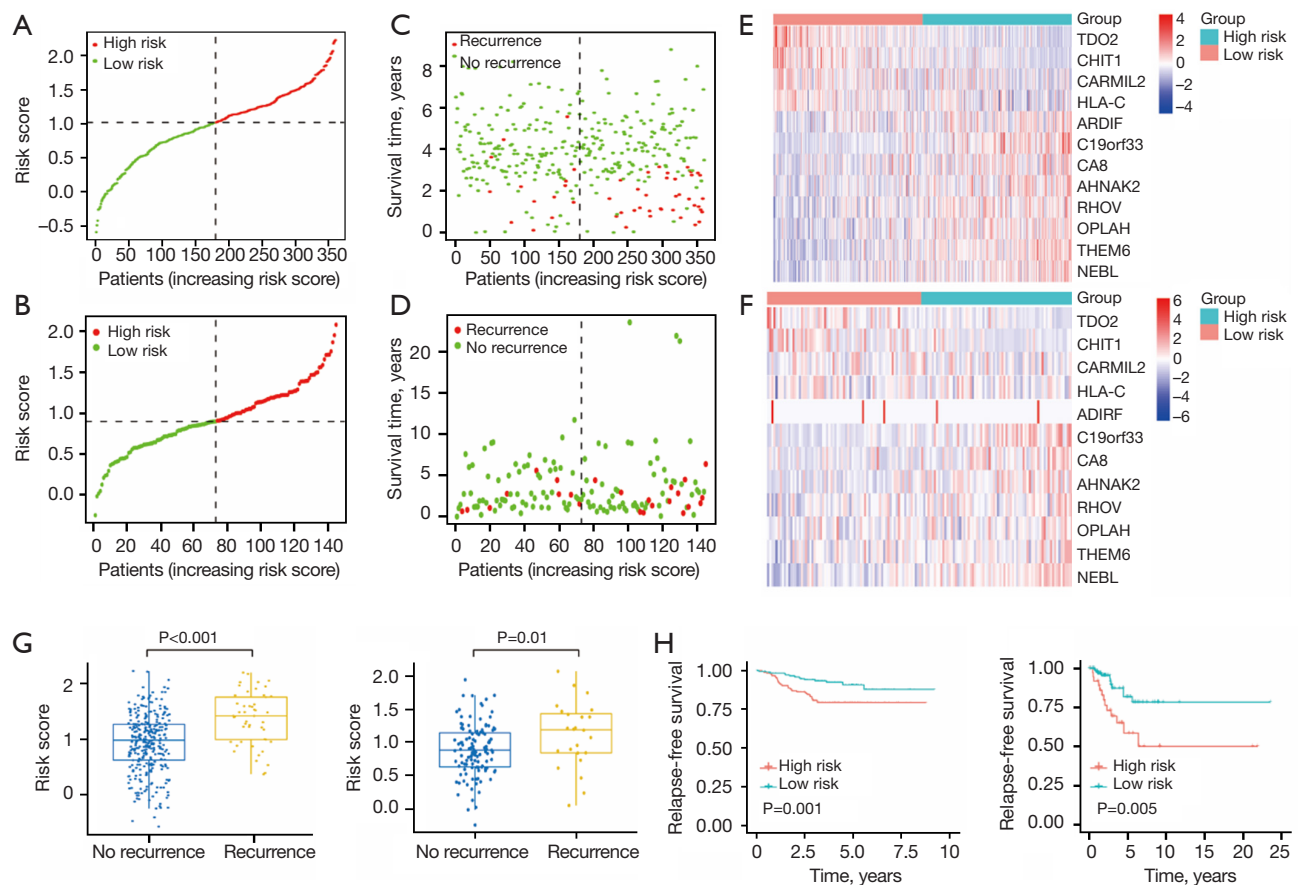 A
High risk
Low risk
2.0
1.5
1.0
0.5
0.0
−0.5
Risk score
0 50 100 150 200 250 300 350
Patients (increasing risk score)
B
High risk
Low risk
2.0
1.5
1.0
0.5
0.0
Risk score
0 20 40 60 80 100 120 140
Patients (increasing risk score)
C
Recurrence
No recurrence
8
6
4
2
0
Survival time, years
0 50 100 150 200 250 300 350
Patients (increasing risk score)
D
Recurrence
No recurrence
20
15
10
5
0
Survival time, years
0 20 40 60 80 100 120 140
Patients (increasing risk score)
E
Group
TDO2
CHIT1
CARMIL2
HLA-C
ARDIF
C19orf33
CA8
AHNAK2
RHOV
OPLAH
THEM6
NEBL
4
2
0
−2
−4
Group
High risk
Low risk
F
Group
TDO2
CHIT1
CARMIL2
HLA-C
ADIRF
C19orf33
CA8
AHNAK2
RHOV
OPLAH
THEM6
NEBL
6
4
2
0
−2
−4
−6
Group
High risk
Low risk
G
P<0.001
2
1
0
Risk score
No recurrence Recurrence
P=0.01
2.0
1.5
1.0
0.5
0.0
Risk score
No recurrence Recurrence
H
1.00
0.75
0.50
0.25
0.00
Relapse-free survival
High risk
Low risk
P=0.001
0 2.5 5.0 7.5 10
Time, years
1.00
0.75
0.50
0.25
0.00
Relapse-free survival
High risk
Low risk
P=0.005
0 5 10 15 20 25
Time, years